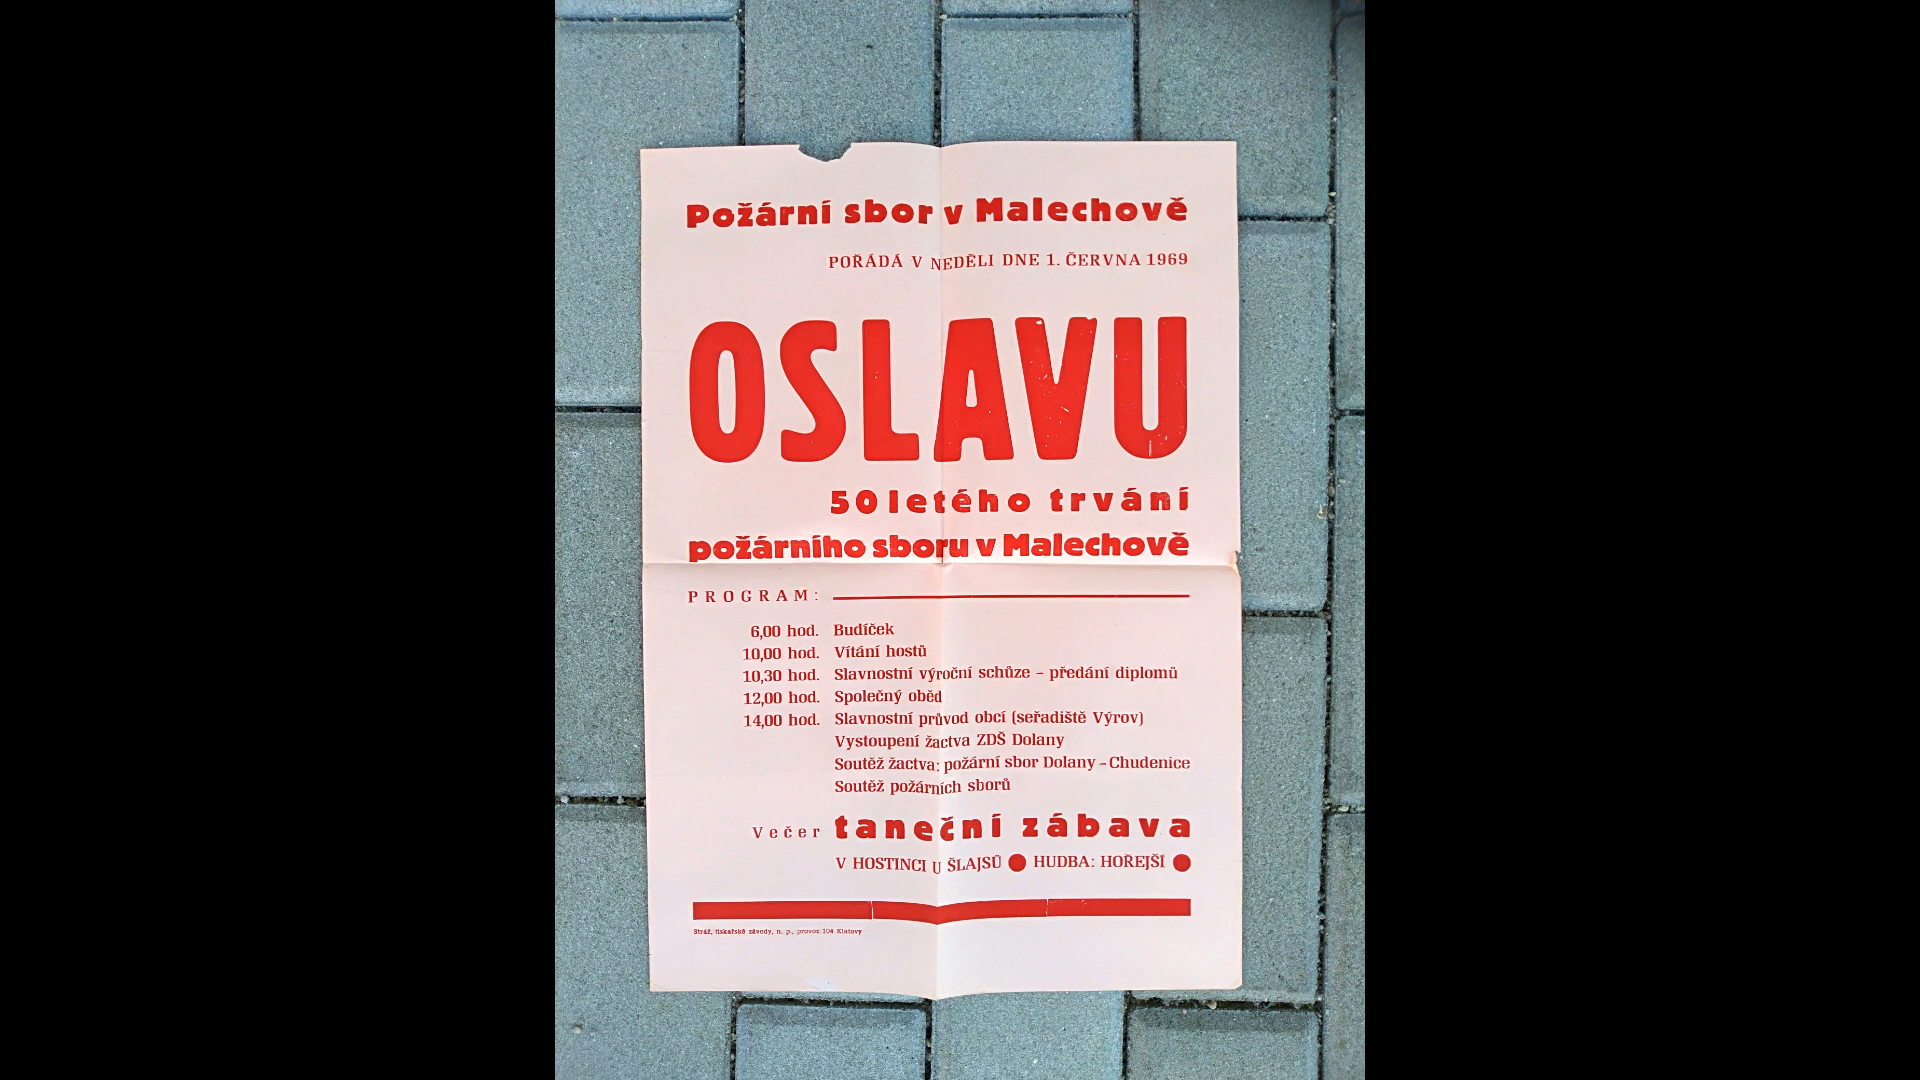 Požární sbor v Malechově
POŘÁDÁ V NEDĚLI DNE 1. ČERVNA 1969
OSLAVU
50letého trvání
požárního sboru v Malechově
PROGRAM:
6,00 hod. Budíček
10,00 hod. Vítání hostů
10,30 hod. Slavnostní výroční schůze – předání diplomů
12,00 hod. Společný oběd
14,00 hod. Slavnostní průvod obcí (seřadiště Výrov)
Vystoupení žactva ZDŠ Dolany
Soutěž žactva: požární sbor Dolany – Chudenice
Soutěž požárních sborů
Večer taneční zábava
V HOSTINCI U ŠLAJSŮ ● HUDBA: HOŘEJŠÍ ●
Stráž, tiskařské závody, n. p., provoz 104 Klatovy